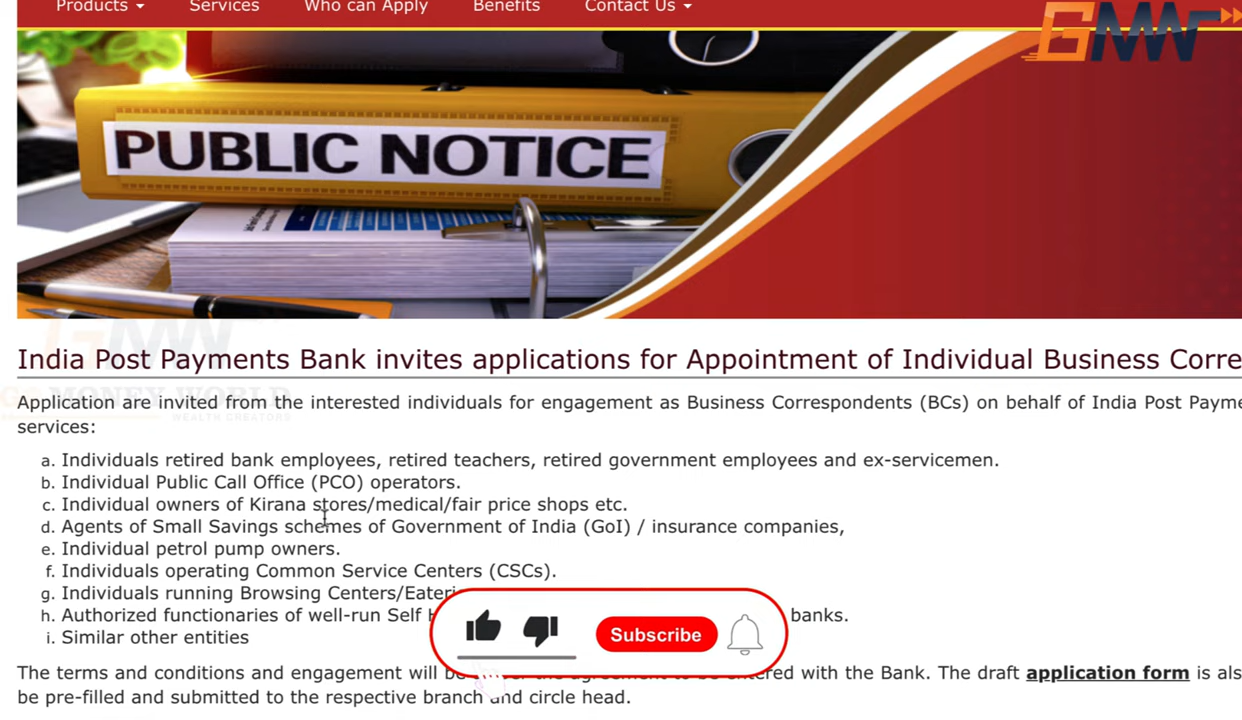 Products Services Who can Apply Benefits Contact Us
GMW
PUBLIC NOTICE
India Post Payments Bank invites applications for Appointment of Individual Business Corre
MONEY WORLD
WEALTH CREATORS
Application are invited from the interested individuals for engagement as Business Correspondents (BCs) on behalf of India Post Payme
services:
a. Individuals retired bank employees, retired teachers, retired government employees and ex-servicemen.
b. Individual Public Call Office (PCO) operators.
c. Individual owners of Kirana stores/medical/fair price shops etc.
d. Agents of Small Savings schemes of Government of India (GoI) / insurance companies,
e. Individual petrol pump owners.
f. Individuals operating Common Service Centers (CSCs).
g. Individuals running Browsing Centers/Eateri
h. Authorized functionaries of well-run Self banks.
Subscribe
i. Similar other entities
The terms and conditions and engagement will be with the Bank. The draft application form is als
be pre-filled and submitted to the respective branch and circle head.